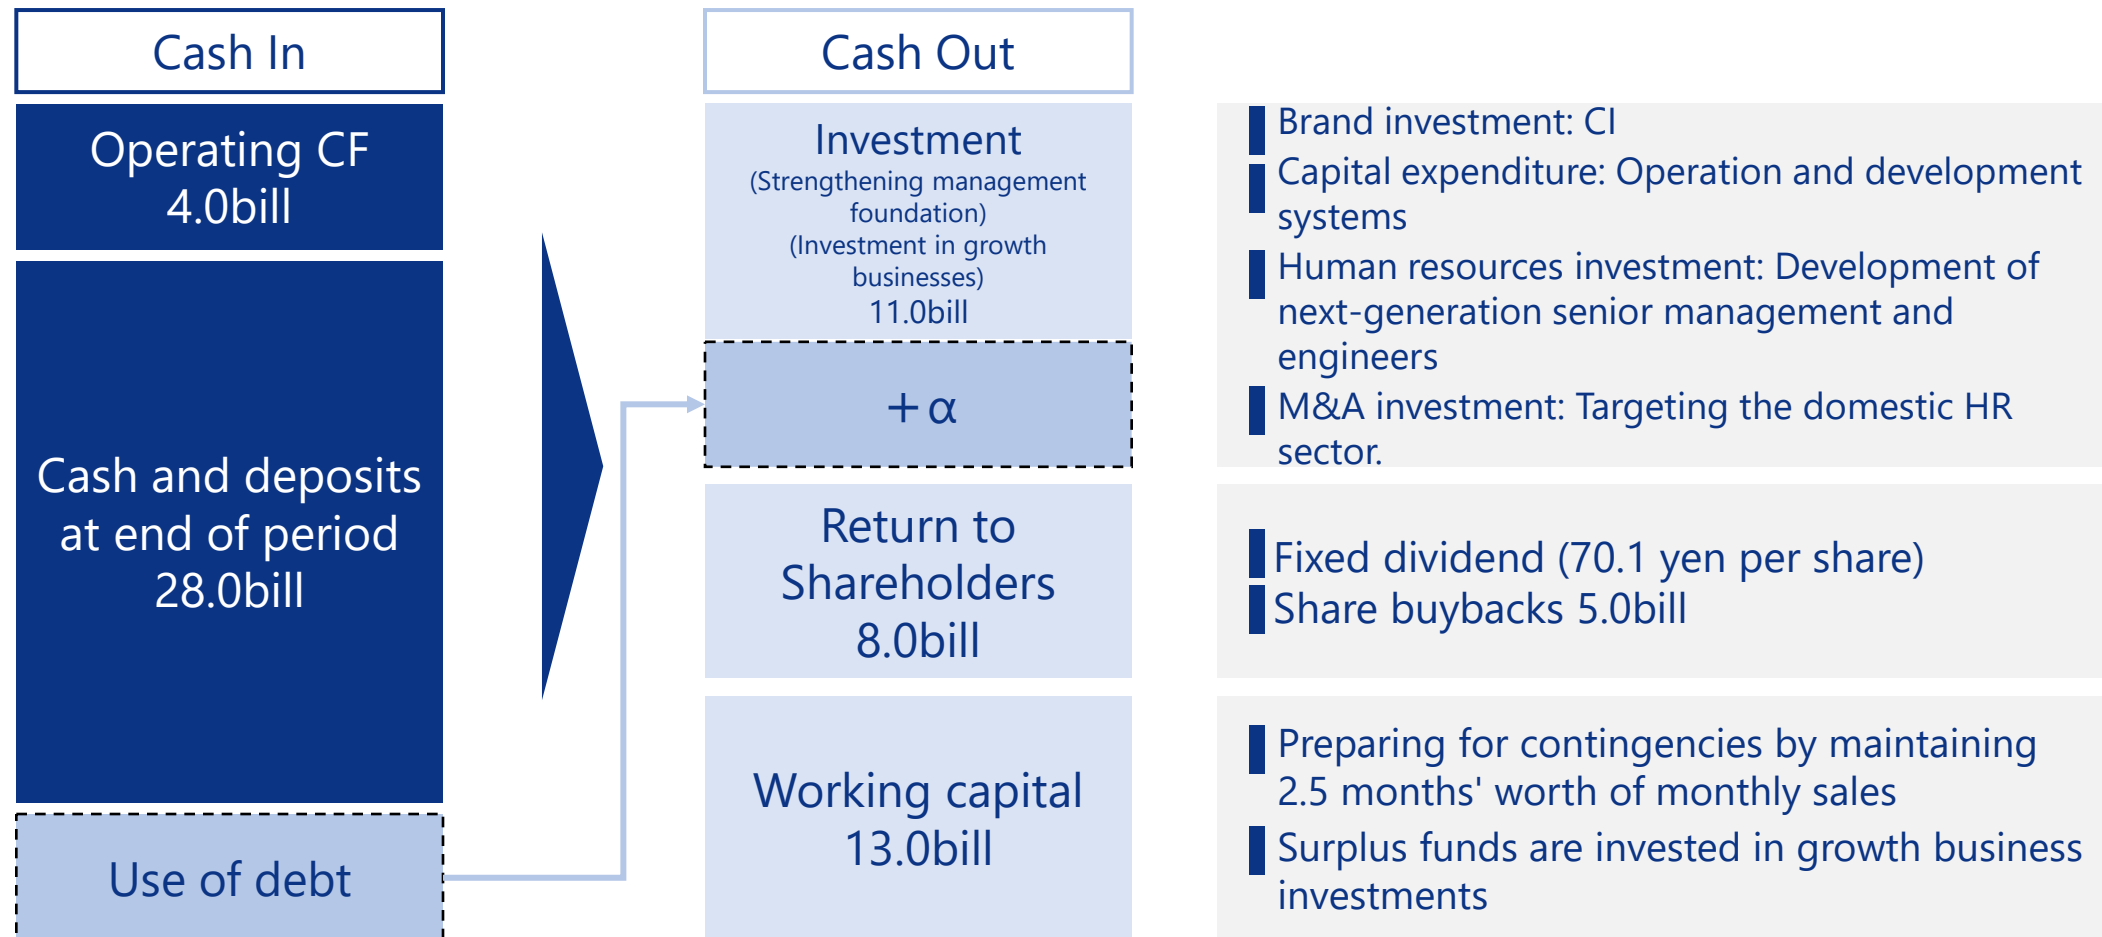 Cash In
Operating CF
4.0bill
Cash and deposits
at end of period
28.0bill
Use of debt
Cash Out
Investment
(Strengthening management
foundation)
(Investment in growth
businesses)
11.0bill
+α
Return to
Shareholders
8.0bill
Working capital
13.0bill
Brand investment: CI
Capital expenditure: Operation and development
systems
Human resources investment: Development of
next-generation senior management and
engineers
M&A investment: Targeting the domestic HR
sector.
Fixed dividend (70.1 yen per share)
Share buybacks 5.0bill
Preparing for contingencies by maintaining
2.5 months' worth of monthly sales
Surplus funds are invested in growth business
investments